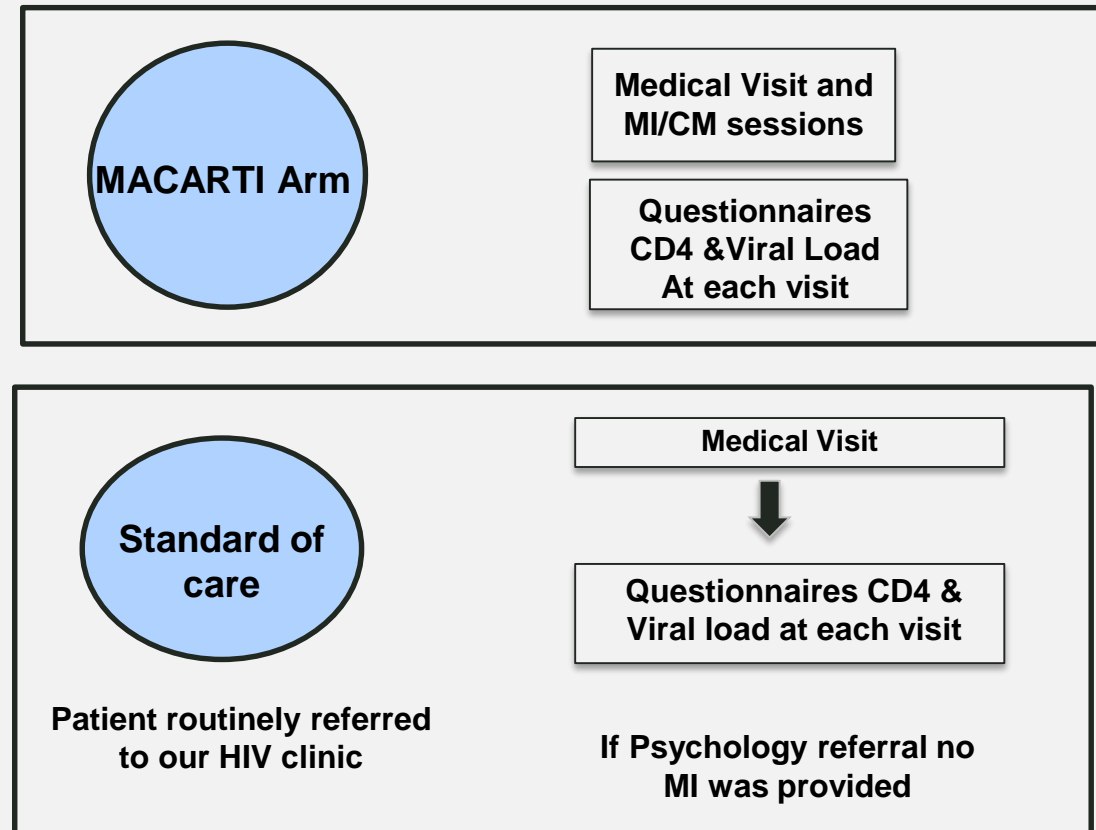 MACARTI Arm
Medical Visit and
MI/CM sessions
Questionnaires
CD4 &Viral Load
At each visit
Standard of
care
Patient routinely referred
to our HIV clinic
Medical Visit
Questionnaires CD4 &
Viral load at each visit
If Psychology referral no
MI was provided